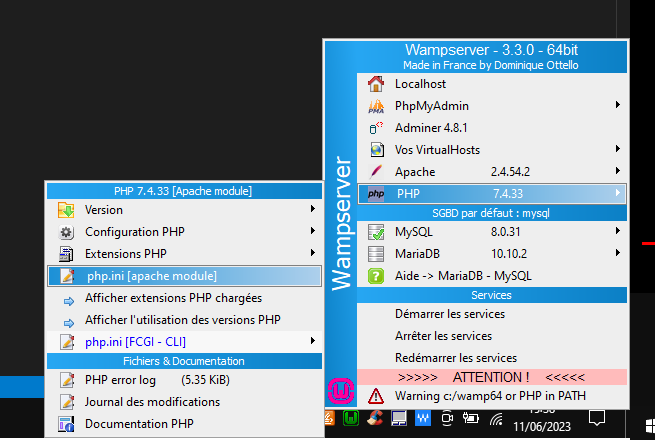 Wampserver - 3.3.0 - 64bit
Made in France by Dominique Ottello
Wampserver
Localhost
PhpMyAdmin
Adminer 4.8.1
Vos VirtualHosts
Apache 2.4.54.2
PHP 7.4.33
SGBD par défaut : mysql
MySQL 8.0.31
MariaDB 10.10.2
Aide -> MariaDB - MySQL
Services
Démarrer les services
Arrêter les services
Redémarrer les services
>>>>> ATTENTION ! <<<<<
Warning c:/wamp64 or PHP in PATH
PHP 7.4.33 [Apache module]
Version
Configuration PHP
Extensions PHP
php.ini [apache module]
Afficher extensions PHP chargées
Afficher l'utilisation des versions PHP
php.ini [FCGI - CLI]
Fichiers & Documentation
PHP error log (5.35 KiB)
Journal des modifications
Documentation PHP
11/06/2023